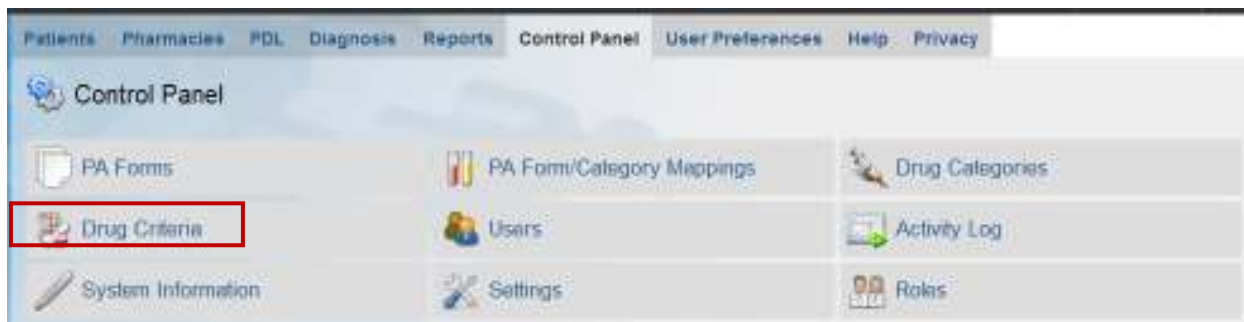 Patients Pharmacies PDL Diagnosis Reports Control Panel User Preferences Help Privacy
Control Panel
PA Forms PA Form/Category Mappings Drug Categories
Drug Criteria Users Activity Log
System Information Settings Roles